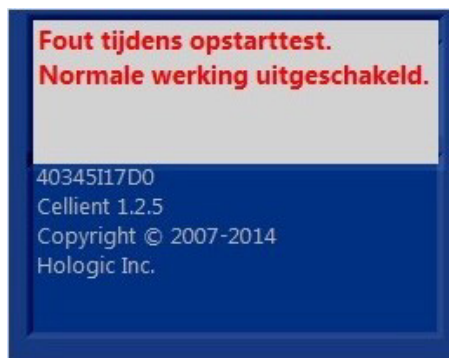 Fout tijdens opstarttest.
Normale werking uitgeschakeld.
40345I17D0
Cellient 1.2.5
Copyright © 2007-2014
Hologic Inc.